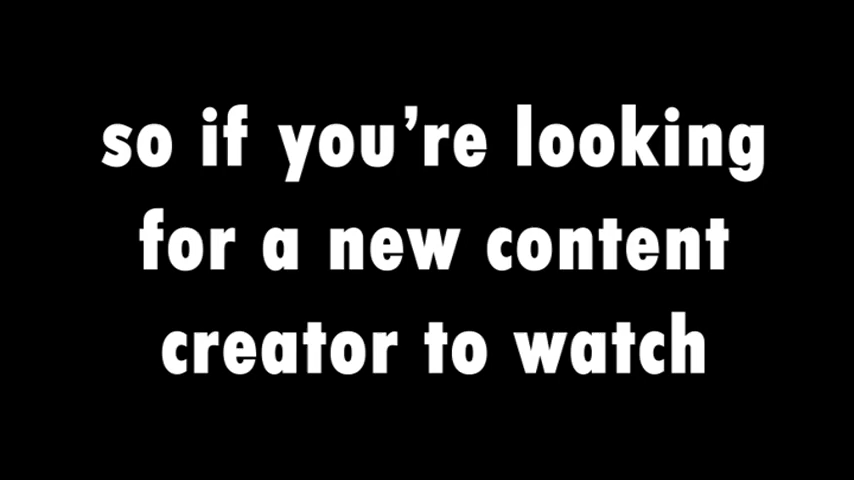 so if you’re looking
for a new content
creator to watch